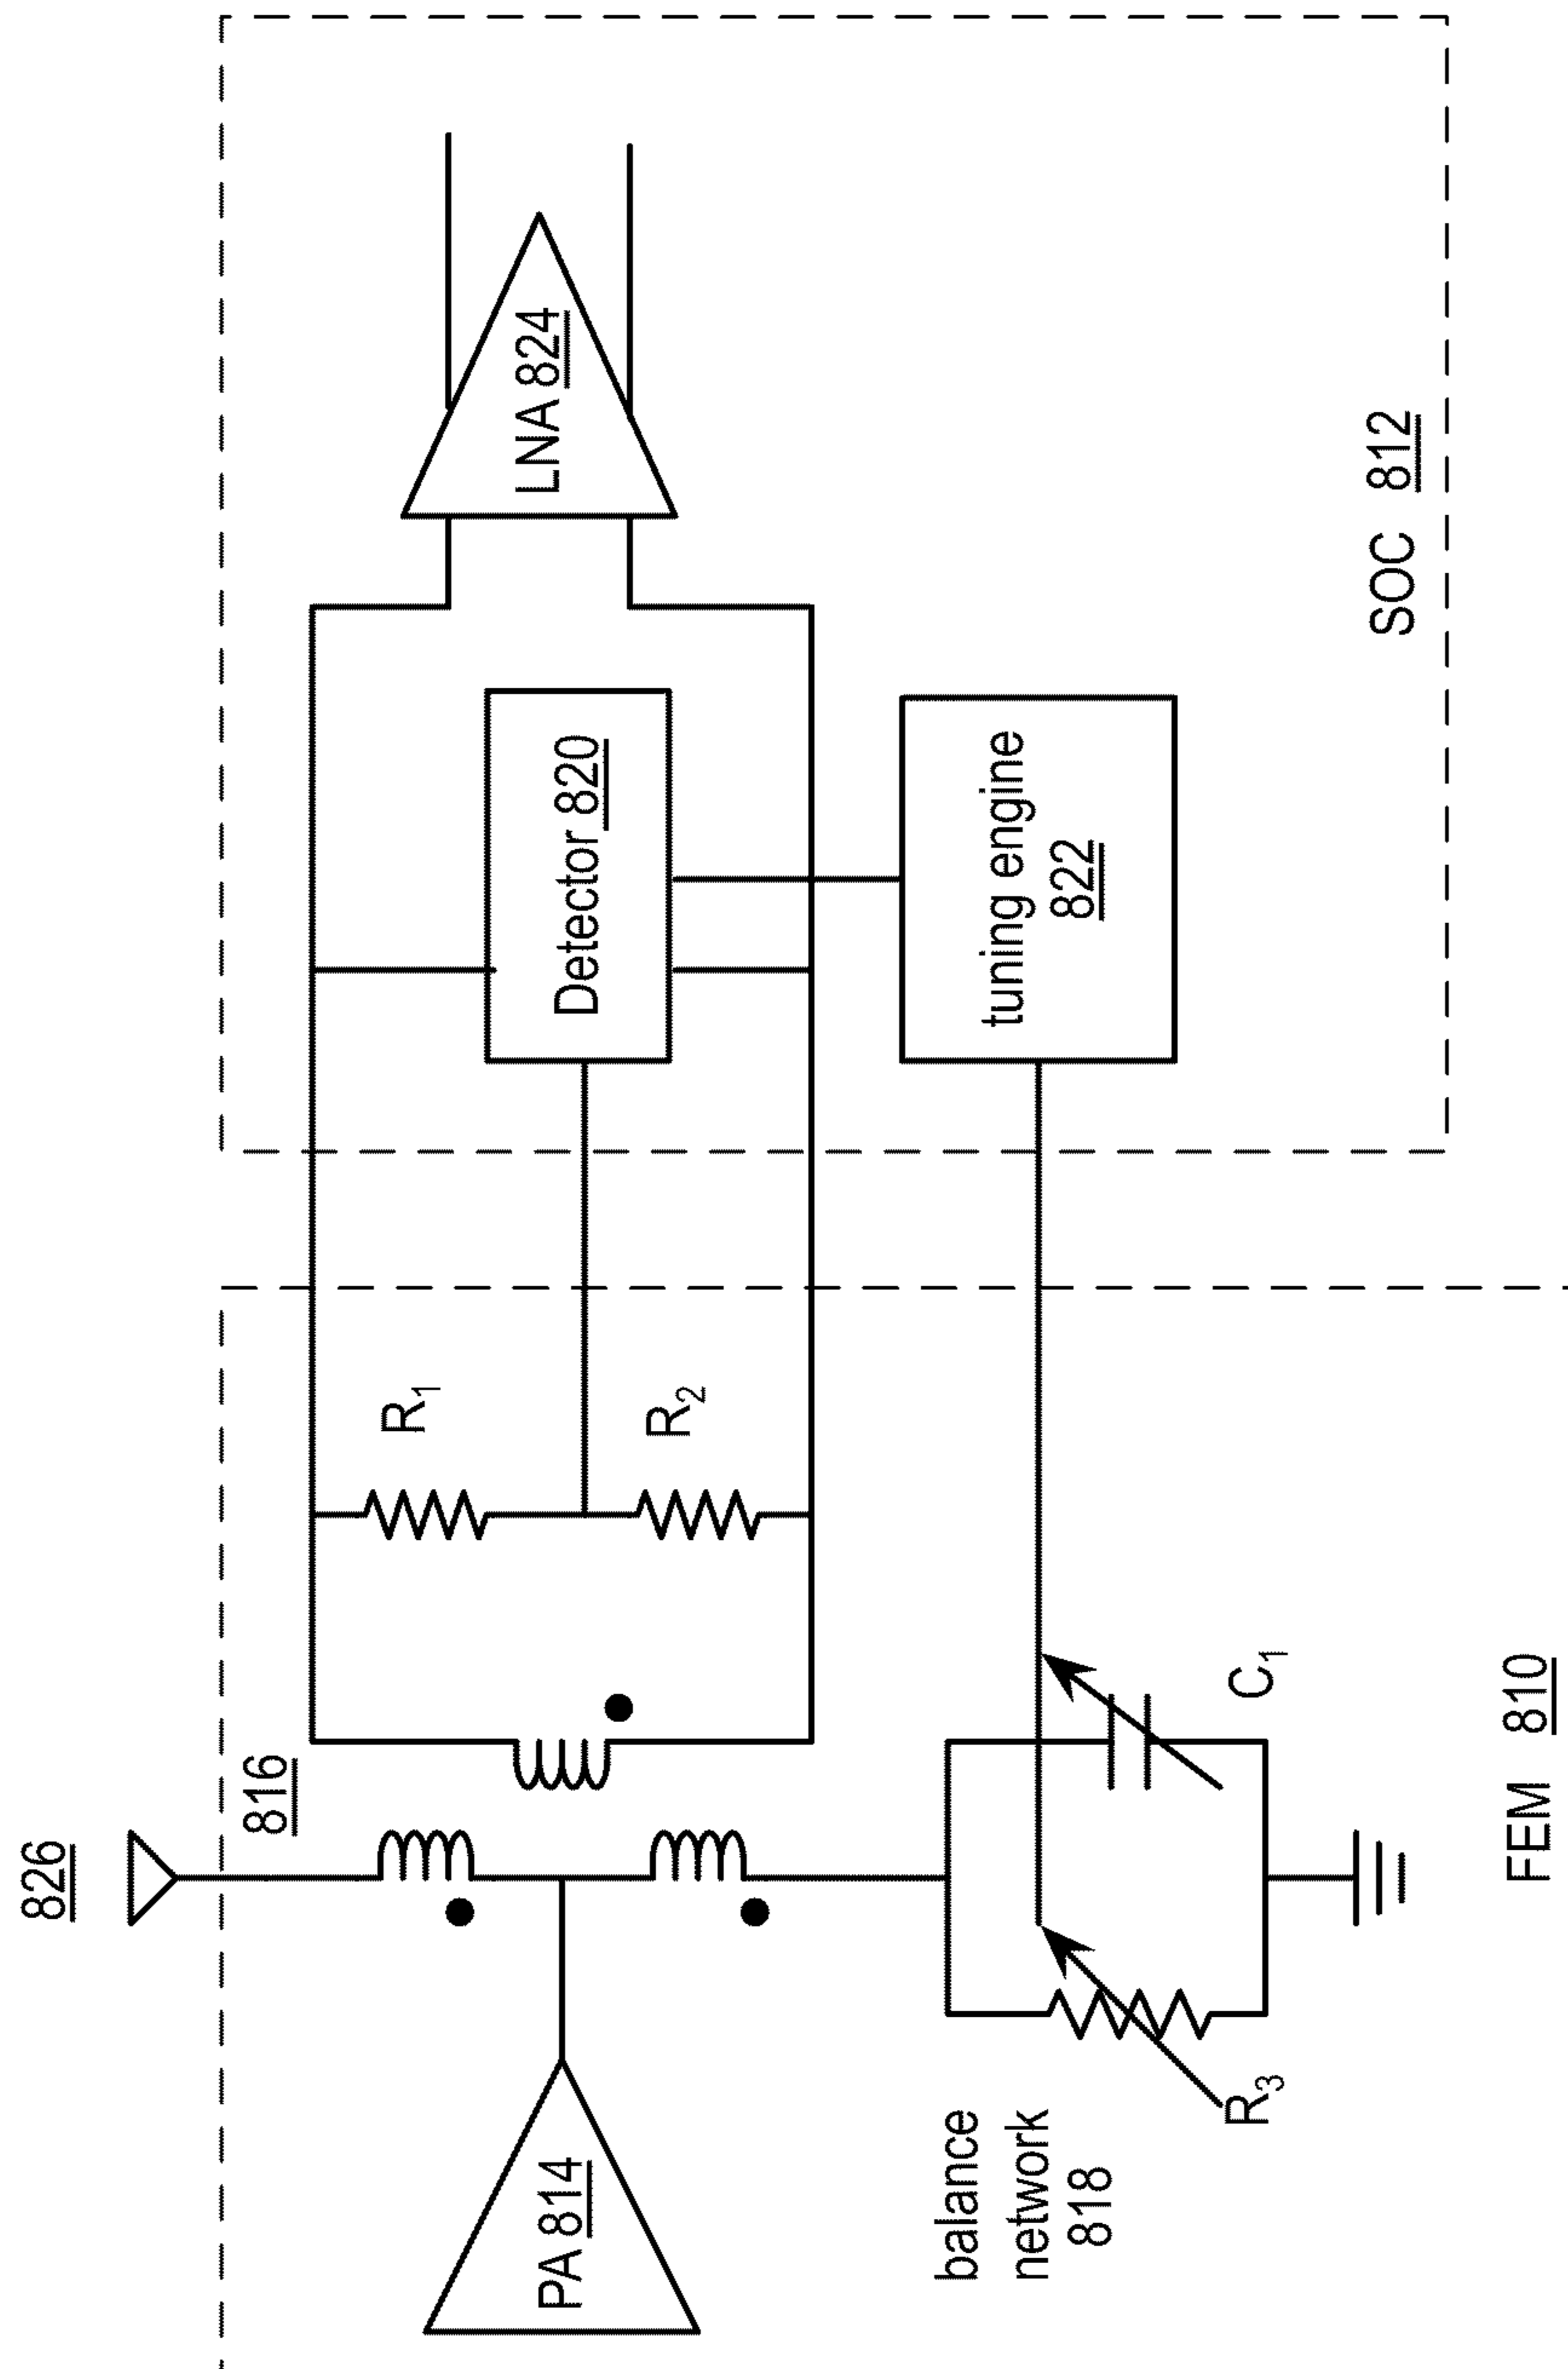 826
816
PA 814
R₁
R₂
Detector 820
LNA 824
tuning engine
822
balance
network
818
R₃
C₁
SOC 812
FEM 810